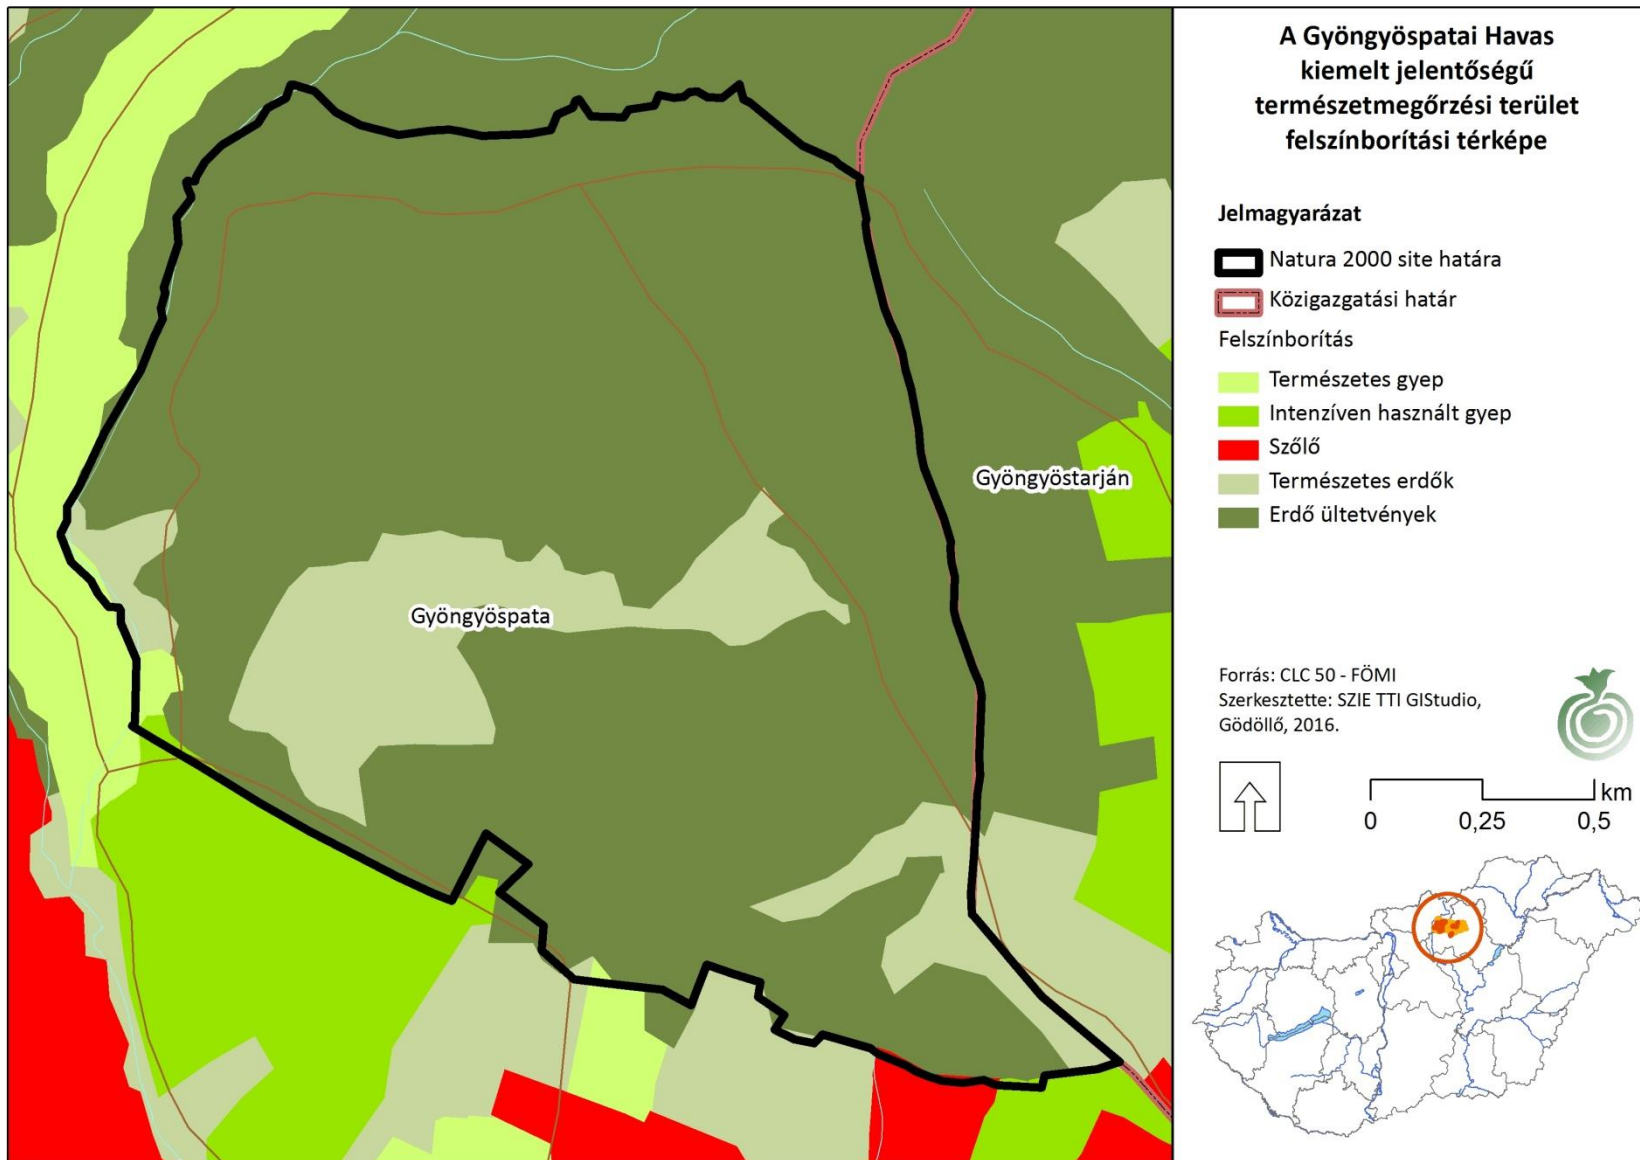 A Gyöngyöspatai Havas
kiemelt jelentőségű
természetmegőrzési terület
felszínborítási térképe
Jelmagyarázat
Natura 2000 site határa
Közigazgatási határ
Felszínborítás
Természetes gyep
Intenzíven használt gyep
Szőlő
Természetes erdők
Erdő ültetvények
Gyöngyöstarján
Gyöngyöspata
Forrás: CLC 50 - FÖMI
Szerkesztette: SZIE TTI GIStudio,
Gödöllő, 2016.
km
0 0,25 0,5